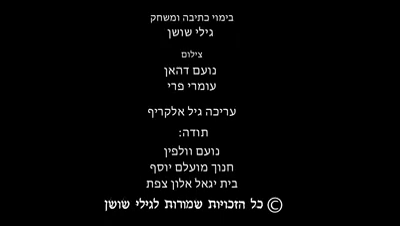 בימוי כתיבה ומשחק
גילי שושן
צילום
נועם דהאן
עומרי פרי
עריכה גיל אלקריף
תודה:
נועם וולפין
חנוך מועלם יוסף
בית יגאל אלון צפת
© כל הזכויות שמורות לגילי שושן